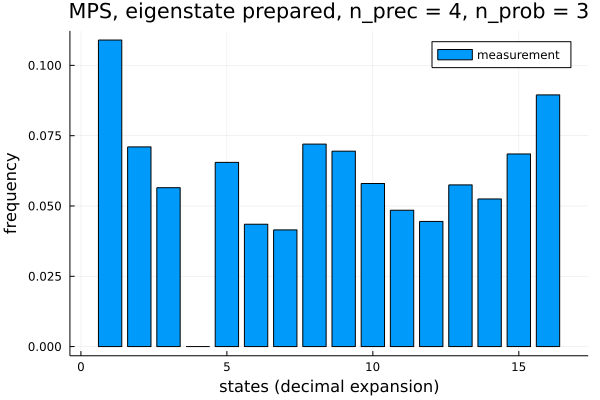 MPS, eigenstate prepared, n_prec = 4, n_prob = 3
measurement
frequency
0.100
0.075
0.050
0.025
0.000
0 5 10 15
states (decimal expansion)